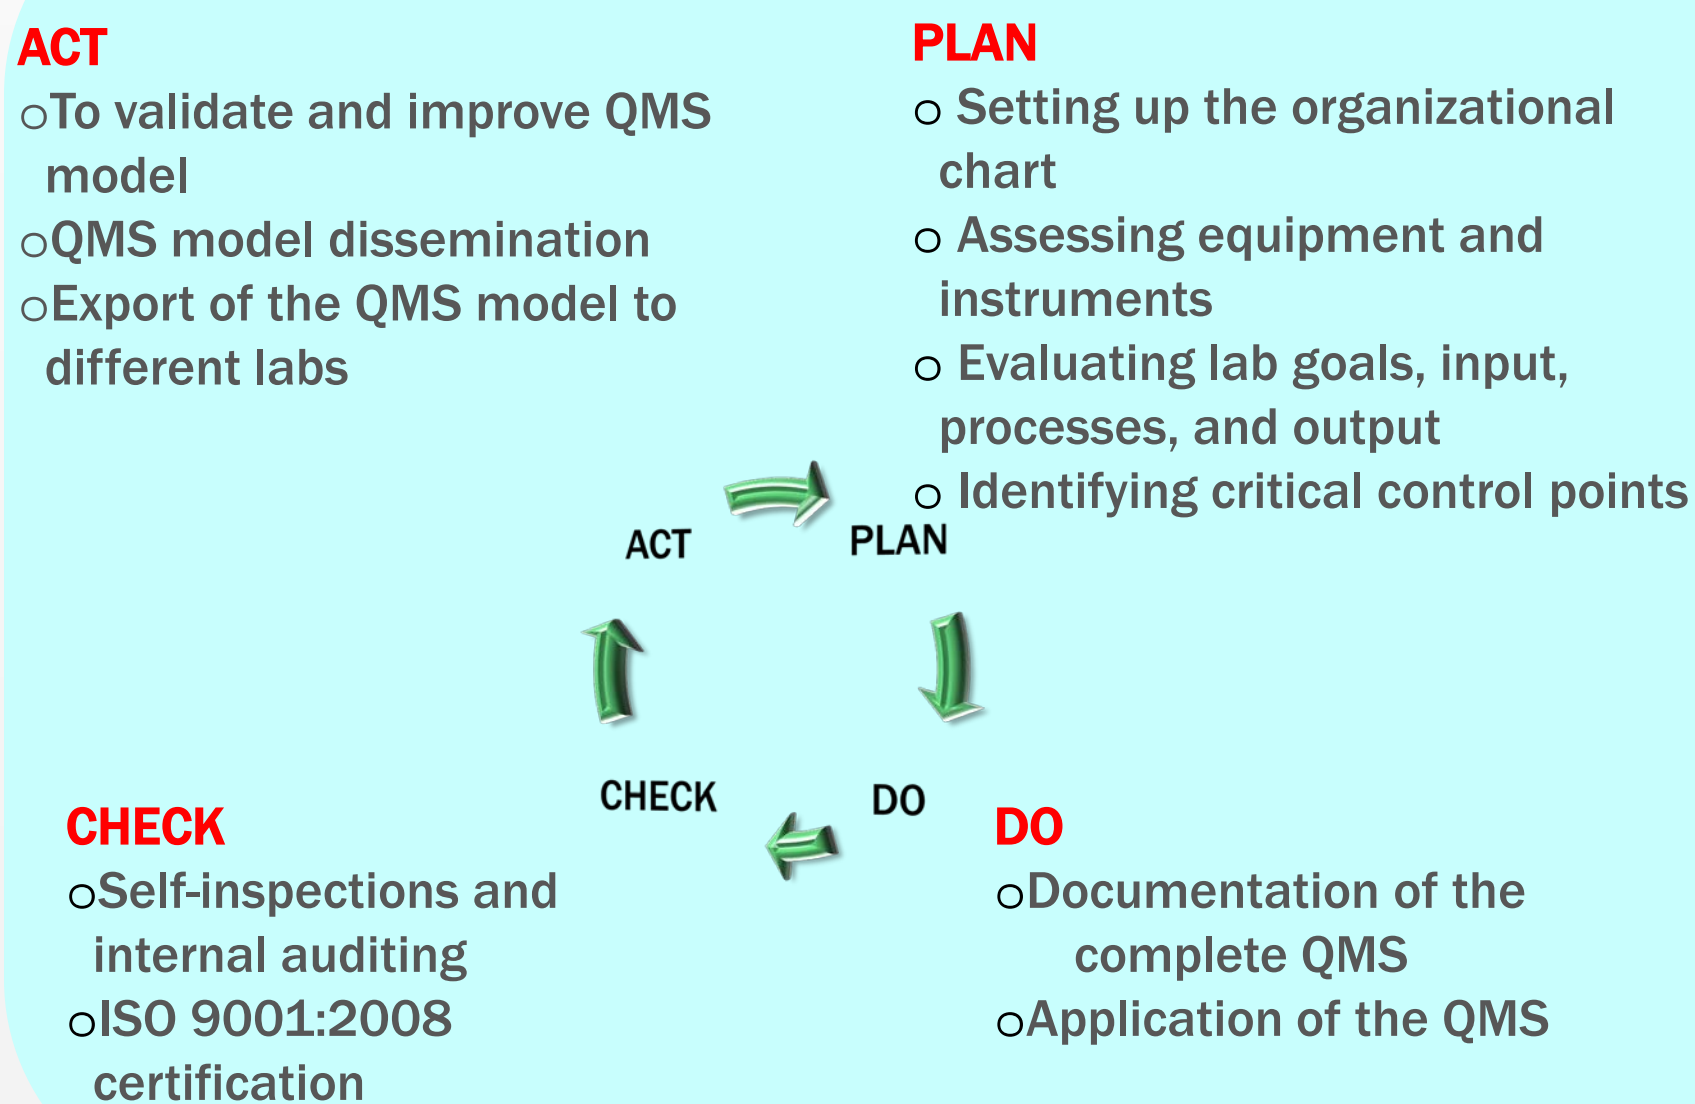 ACT
oTo validate and improve QMS
model
oQMS model dissemination
oExport of the QMS model to
different labs
PLAN
o Setting up the organizational
chart
o Assessing equipment and
instruments
o Evaluating lab goals, input,
processes, and output
o Identifying critical control points
ACT
PLAN
CHECK
DO
CHECK
oSelf-inspections and
internal auditing
oISO 9001:2008
certification
DO
oDocumentation of the
complete QMS
oApplication of the QMS